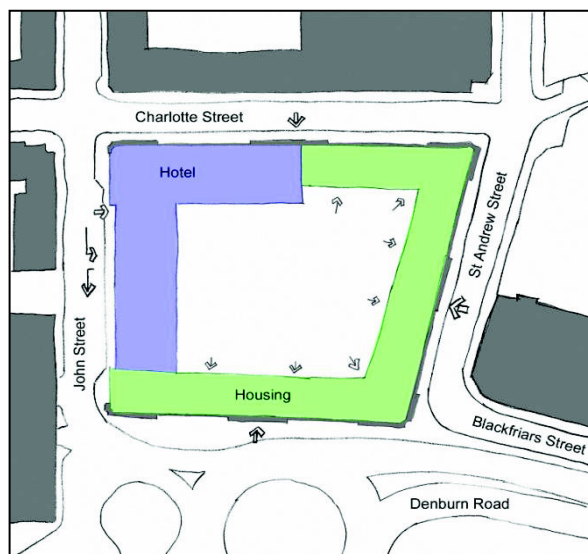 Charlotte Street
Hotel
St Andrew Street
John Street
Housing
Blackfriars Street
Denburn Road